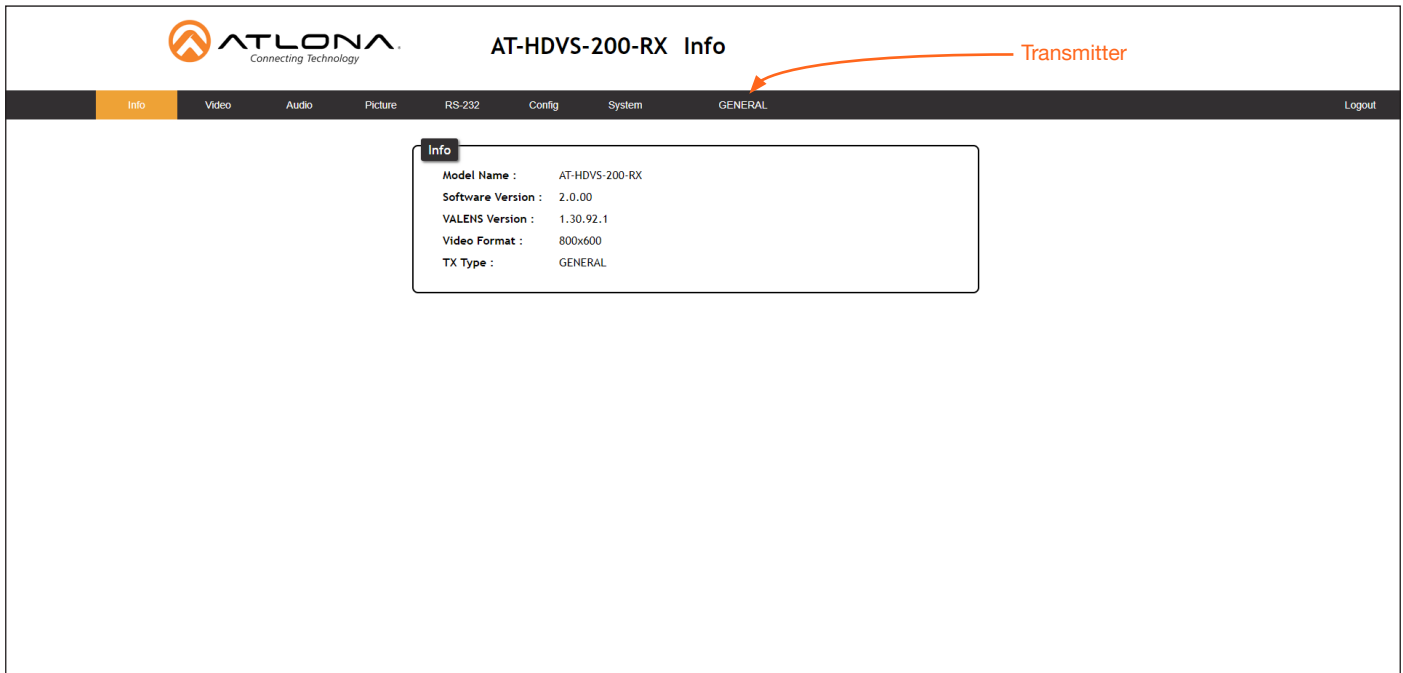 ATLONA.
Connecting Technology
AT-HDVS-200-RX Info
Transmitter
Info Video Audio Picture RS-232 Config System GENERAL Logout
Info
Model Name : AT-HDVS-200-RX
Software Version : 2.0.00
VALENS Version : 1.30.92.1
Video Format : 800x600
TX Type : GENERAL